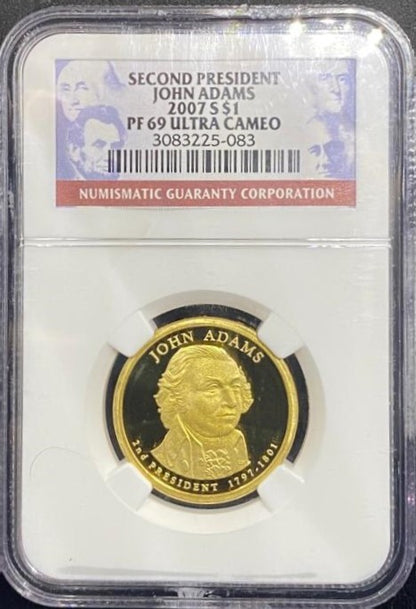 SECOND PRESIDENT
JOHN ADAMS
2007 S $1
PF 69 ULTRA CAMEO
3083225-083
NUMISMATIC GUARANTY CORPORATION
JOHN ADAMS
2nd PRESIDENT 1797-1801